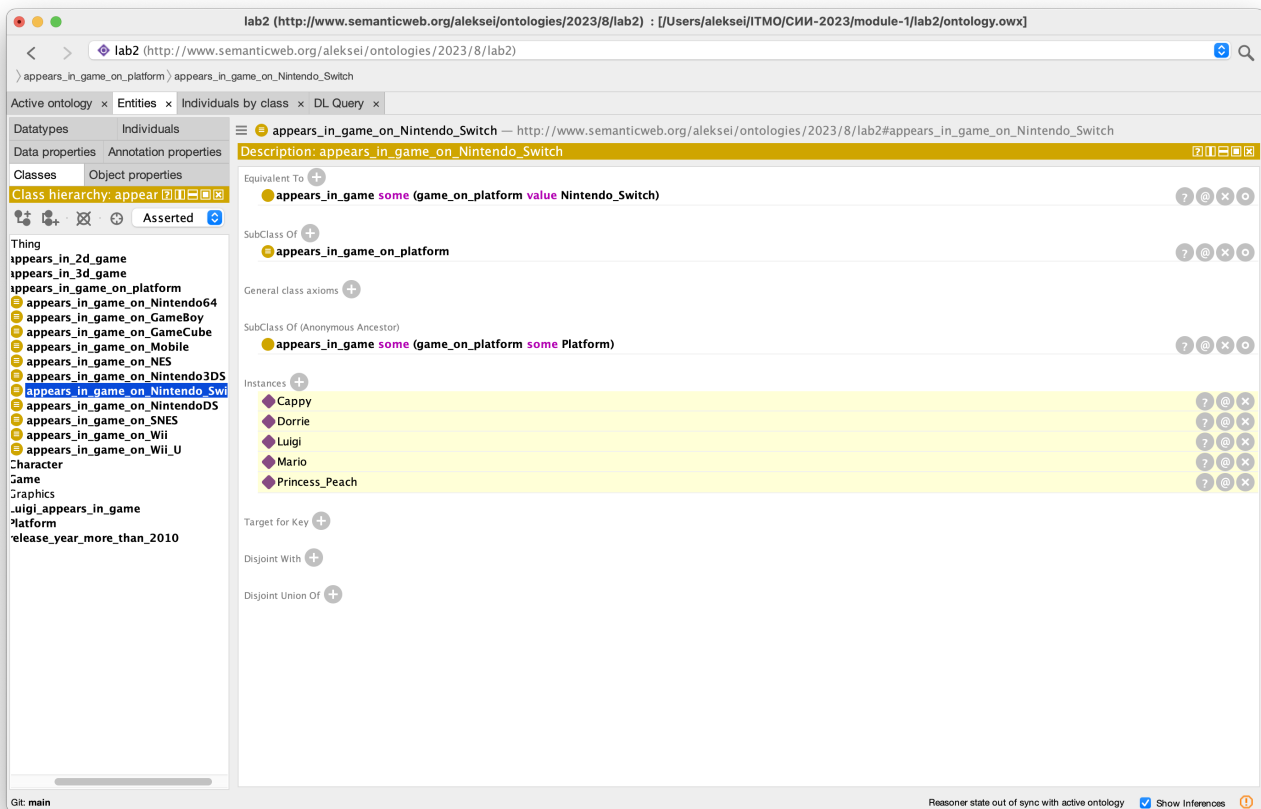 lab2 (http://www.semanticweb.org/aleksei/ontologies/2023/8/lab2) : [/Users/aleksei/ITMO/СИИ-2023/module-1/lab2/ontology.owx]
lab2 (http://www.semanticweb.org/aleksei/ontologies/2023/8/lab2)
appears_in_game_on_platform appears_in_game_on_Nintendo_Switch
Active ontology × Entities × Individuals by class × DL Query ×
Datatypes Individuals
Data properties Annotation properties
Classes Object properties
Class hierarchy: appear
Asserted
Thing
appears_in_2d_game
appears_in_3d_game
appears_in_game_on_platform
appears_in_game_on_Nintendo64
appears_in_game_on_GameBoy
appears_in_game_on_GameCube
appears_in_game_on_Mobile
appears_in_game_on_NES
appears_in_game_on_Nintendo3DS
appears_in_game_on_Nintendo_Swi
appears_in_game_on_NintendoDS
appears_in_game_on_SNES
appears_in_game_on_Wii
appears_in_game_on_Wii_U
Character
Game
Graphics
Luigi_appears_in_game
Platform
release_year_more_than_2010
appears_in_game_on_Nintendo_Switch — http://www.semanticweb.org/aleksei/ontologies/2023/8/lab2#appears_in_game_on_Nintendo_Switch
Description: appears_in_game_on_Nintendo_Switch
Equivalent To
appears_in_game some (game_on_platform value Nintendo_Switch)
SubClass Of
appears_in_game_on_platform
General class axioms
SubClass Of (Anonymous Ancestor)
appears_in_game some (game_on_platform some Platform)
Instances
Cappy
Dorrie
Luigi
Mario
Princess_Peach
Target for Key
Disjoint With
Disjoint Union Of
Git: main
Reasoner state out of sync with active ontology Show Inferences